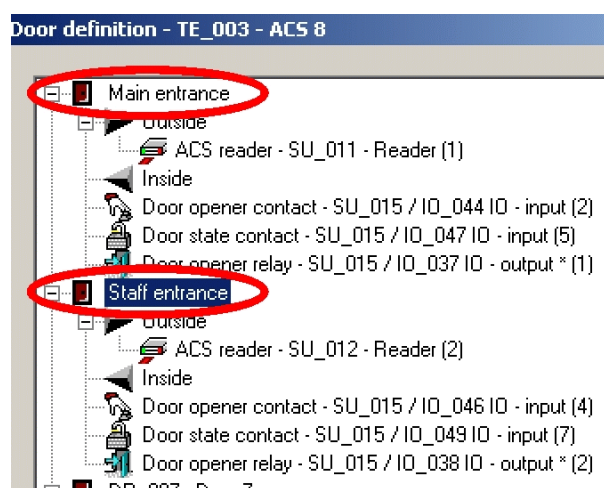 Door definition - TE_003 - ACS 8
Main entrance
Outside
ACS reader - SU_011 - Reader (1)
Inside
Door opener contact - SU_015 / IO_044 IO - input (2)
Door state contact - SU_015 / IO_047 IO - input (5)
Door opener relay - SU_015 / IO_037 IO - output * (1)
Staff entrance
Outside
ACS reader - SU_012 - Reader (2)
Inside
Door opener contact - SU_015 / IO_046 IO - input (4)
Door state contact - SU_015 / IO_049 IO - input (7)
Door opener relay - SU_015 / IO_038 IO - output * (2)